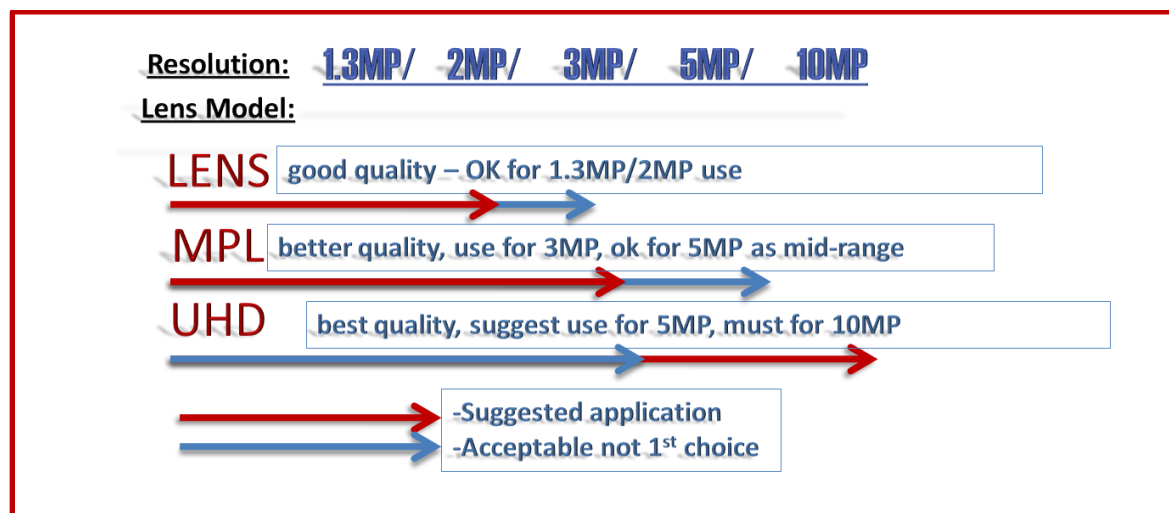 Resolution: 1.3MP/ 2MP/ 3MP/ 5MP/ 10MP
Lens Model:
LENS good quality – OK for 1.3MP/2MP use
MPL better quality, use for 3MP, ok for 5MP as mid-range
UHD best quality, suggest use for 5MP, must for 10MP
-Suggested application
-Acceptable not 1st choice